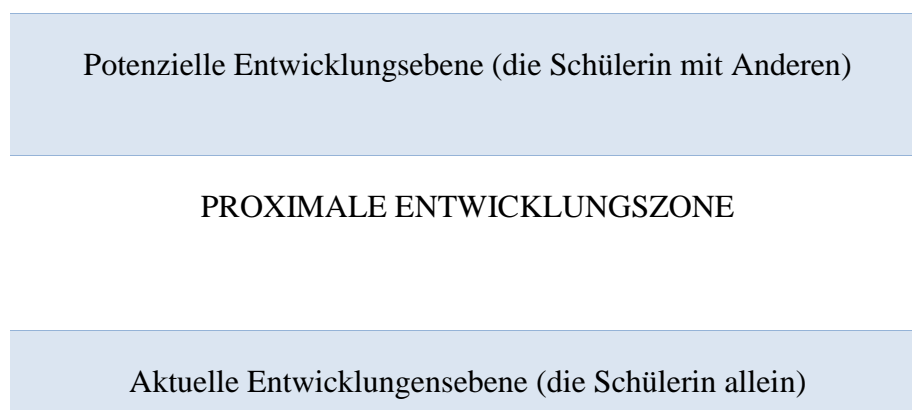 Potenzielle Entwicklungsebene (die Schülerin mit Anderen)
PROXIMALE ENTWICKLUNGSZONE
Aktuelle Entwicklungensebene (die Schülerin allein)